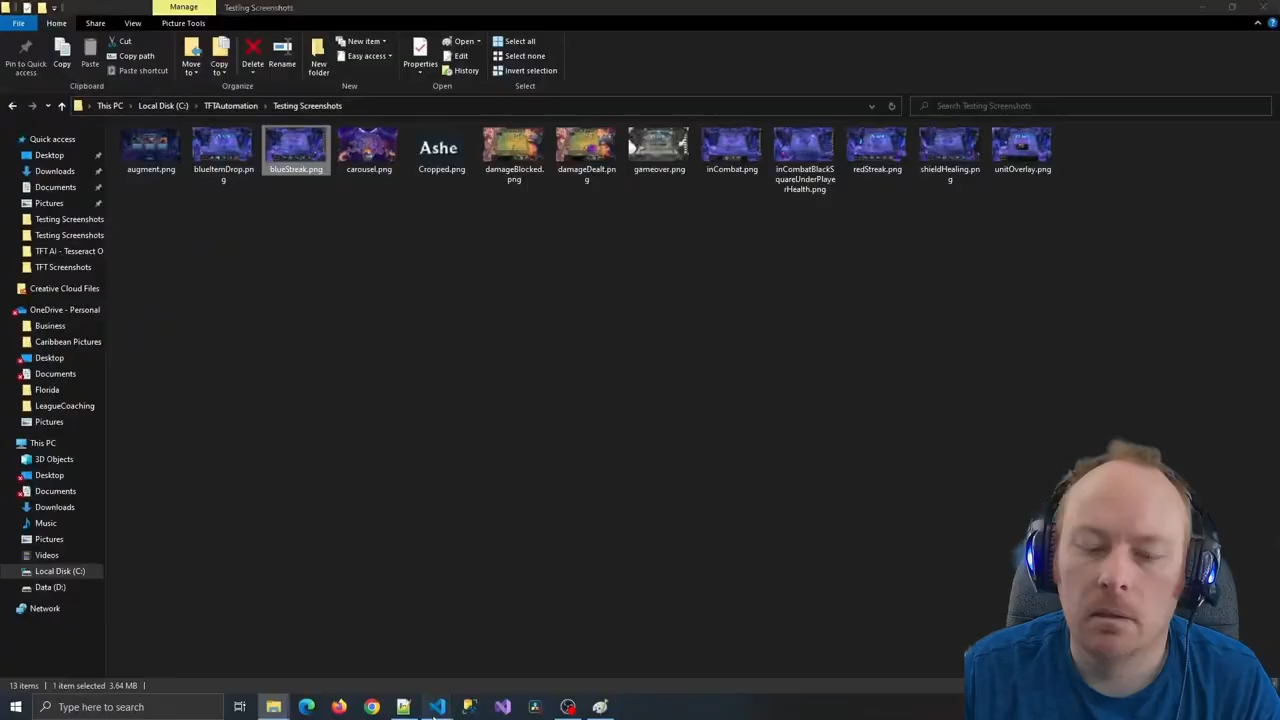 Manage
Testing Screenshots
File
Home
Share
View
Picture Tools
Pin to Quick access
Copy
Paste
Cut
Copy path
Paste shortcut
Clipboard
Move to
Copy to
Delete
Rename
Organize
New folder
New item
Easy access
New
Properties
Open
Edit
History
Open
Select all
Select none
Invert selection
Select
This PC
Local Disk (C:)
TFTAutomation
Testing Screenshots
Search Testing Screenshots
Quick access
Desktop
Downloads
Documents
Pictures
Testing Screenshots
Testing Screenshots
TFT AI - Tesseract O
TFT Screenshots
Creative Cloud Files
OneDrive - Personal
Business
Caribbean Pictures
Desktop
Documents
Florida
LeagueCoaching
Pictures
This PC
3D Objects
Desktop
Documents
Downloads
Music
Pictures
Videos
Local Disk (C:)
Data (D:)
Network
Ashe
augment.png
blueItemDrop.pn
g
blueStreak.png
carousel.png
Cropped.png
damageBlocked.
png
damageDealt.pn
g
gameover.png
inCombat.png
inCombatBlackS
quareUnderPlaye
rHealth.png
redStreak.png
shieldHealing.pn
g
unitOverlay.png
13 items
1 item selected
3.64 MB
Type here to search